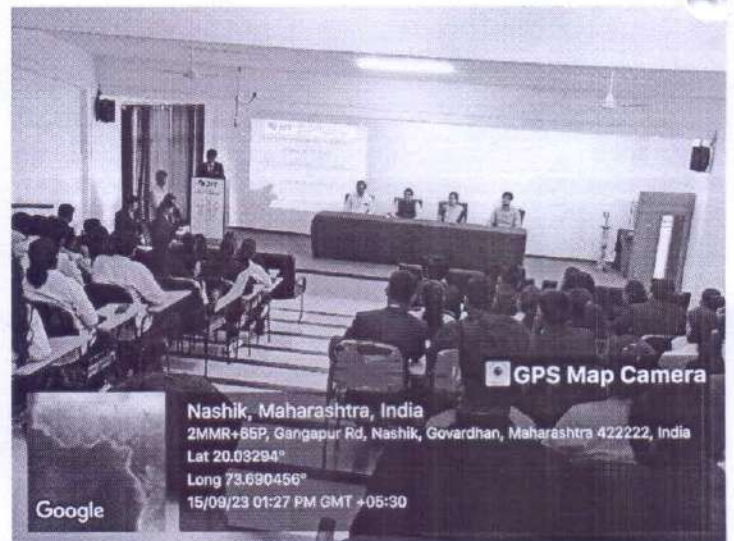 GPS Map Camera
Nashik, Maharashtra, India
2MMR+65P, Gangapur Rd, Nashik, Govardhan, Maharashtra 422222, India
Lat 20.03294°
Long 73.690456°
15/09/23 01:27 PM GMT +05:30
Google